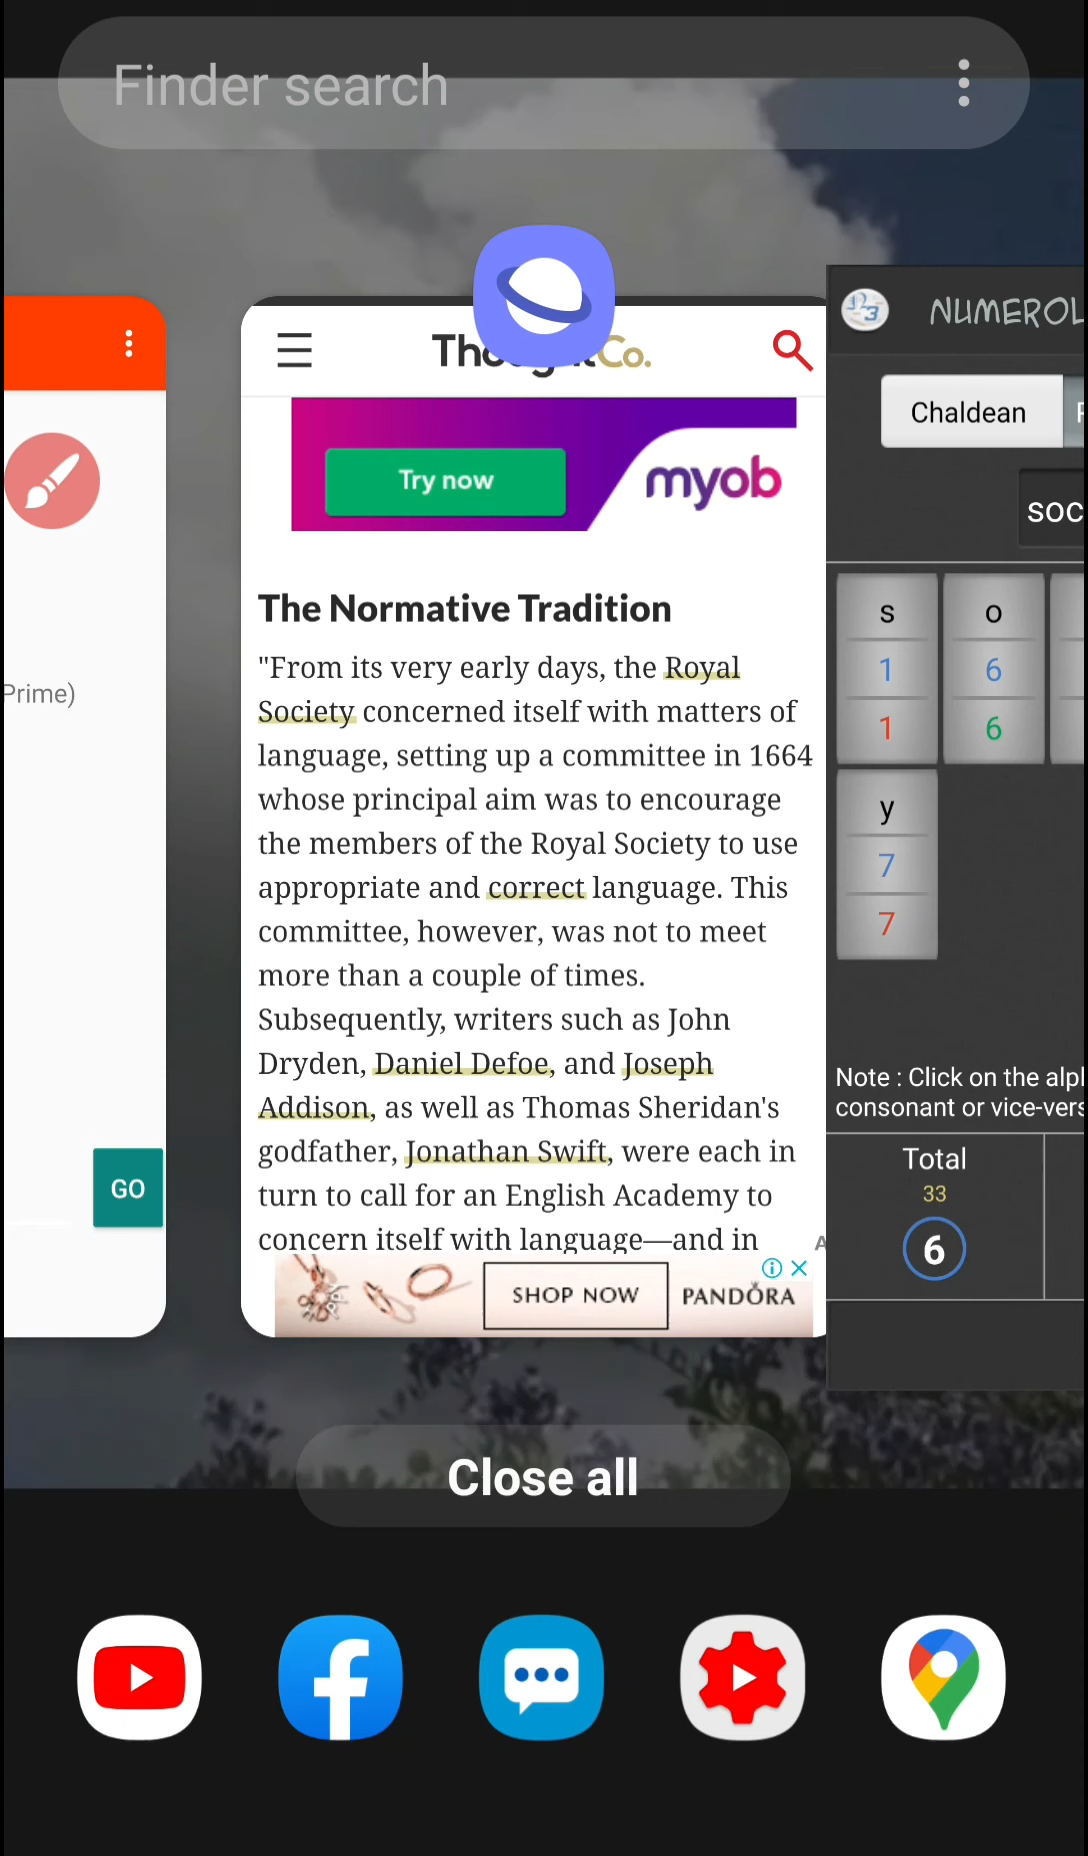 Finder search
Prime)
GO
Co.
Try now
myob
The Normative Tradition
"From its very early days, the Royal
Society concerned itself with matters of
language, setting up a committee in 1664
whose principal aim was to encourage
the members of the Royal Society to use
appropriate and correct language. This
committee, however, was not to meet
more than a couple of times.
Subsequently, writers such as John
Dryden, Daniel Defoe, and Joseph
Addison, as well as Thomas Sheridan's
godfather, Jonathan Swift, were each in
turn to call for an English Academy to
concern itself with language—and in
SHOP NOW
PANDÖRA
NUMEROL
Chaldean
soc
s
o
1
6
1
6
y
7
7
Note : Click on the alpl
consonant or vice-vers
Total
33
6
Close all